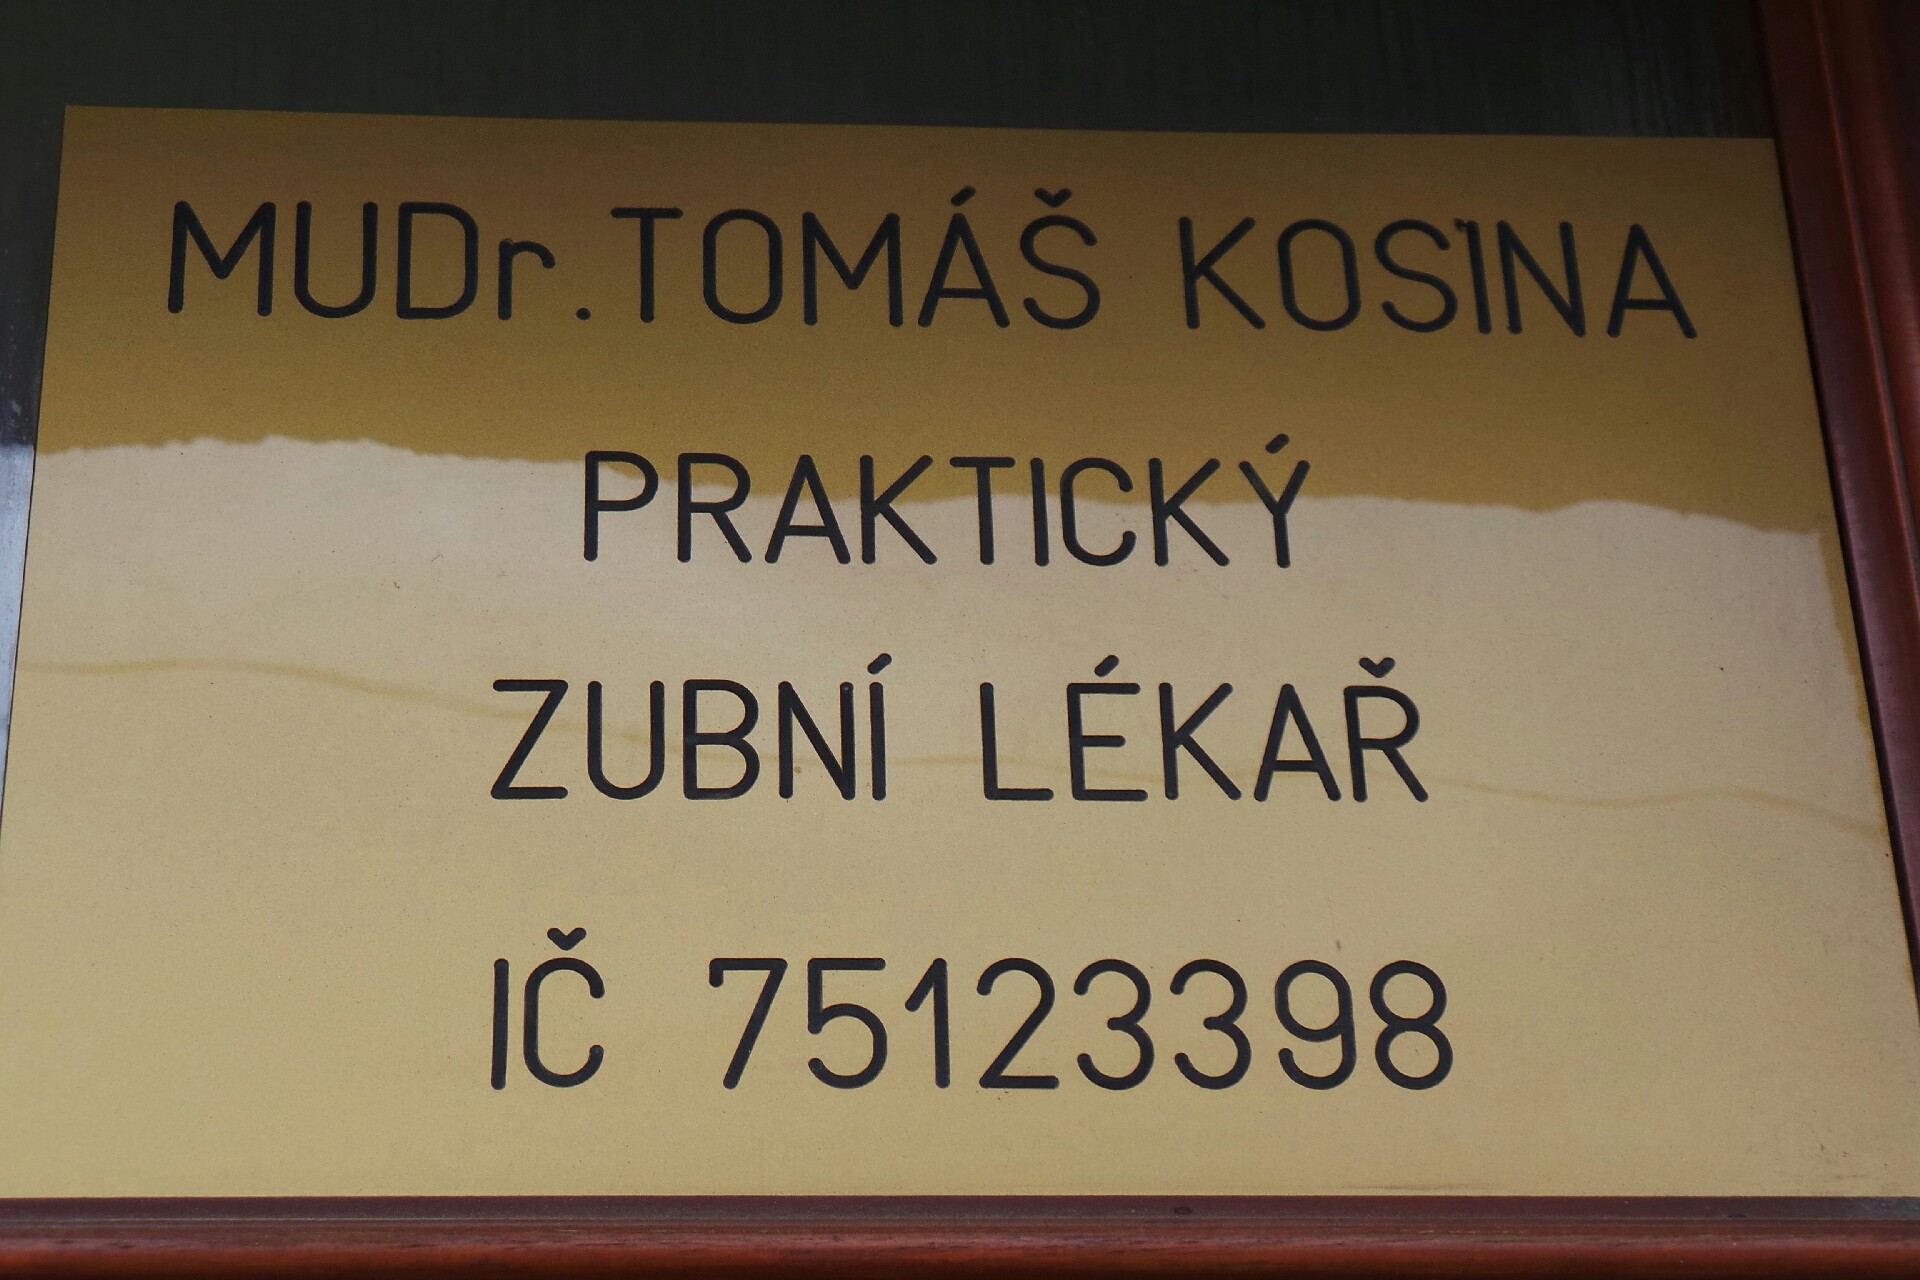 MUDr. TOMÁŠ KOSINA
PRAKTICKÝ
ZUBNÍ LÉKAŘ
IČ 75123398